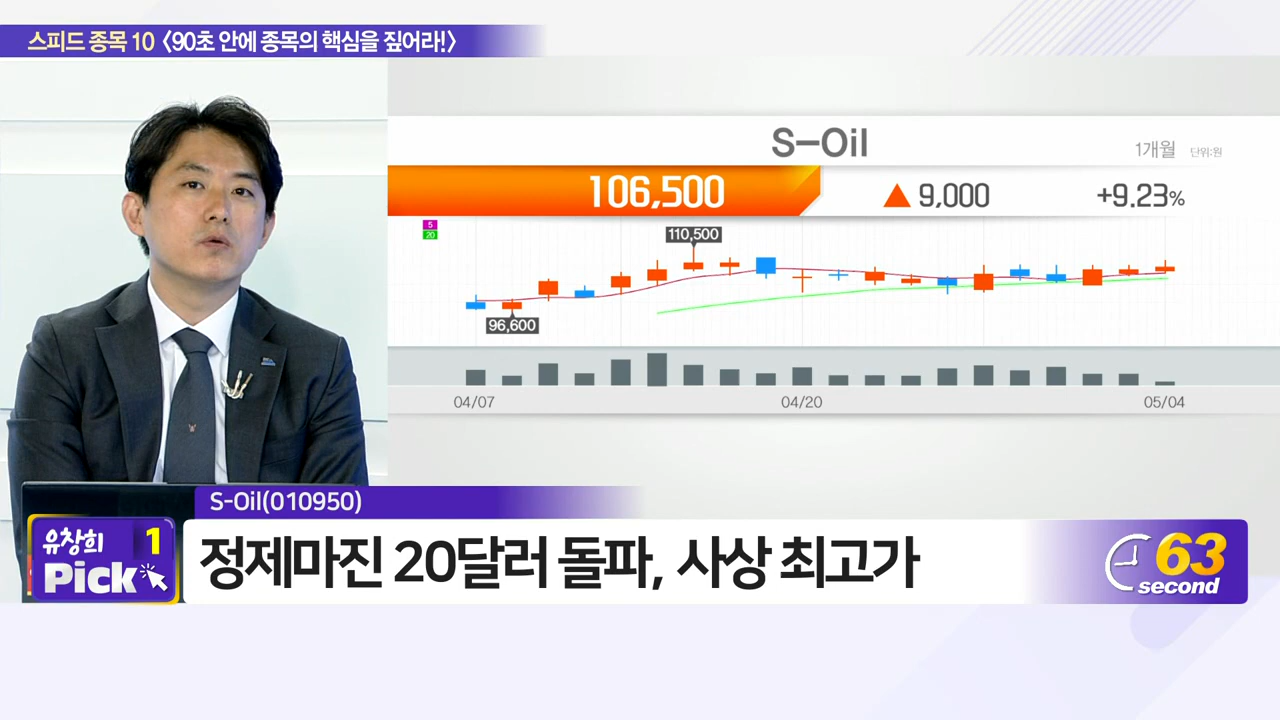 스피드 종목 10 〈90초 안에 종목의 핵심을 짚어라!〉
S-Oil
1개월 단위:원
106,500 ▲ 9,000 +9.23%
5
20
110,500
96,600
04/07 04/20 05/04
S-Oil(010950)
유창희 1
Pick
정제마진 20달러 돌파, 사상 최고가
63
second